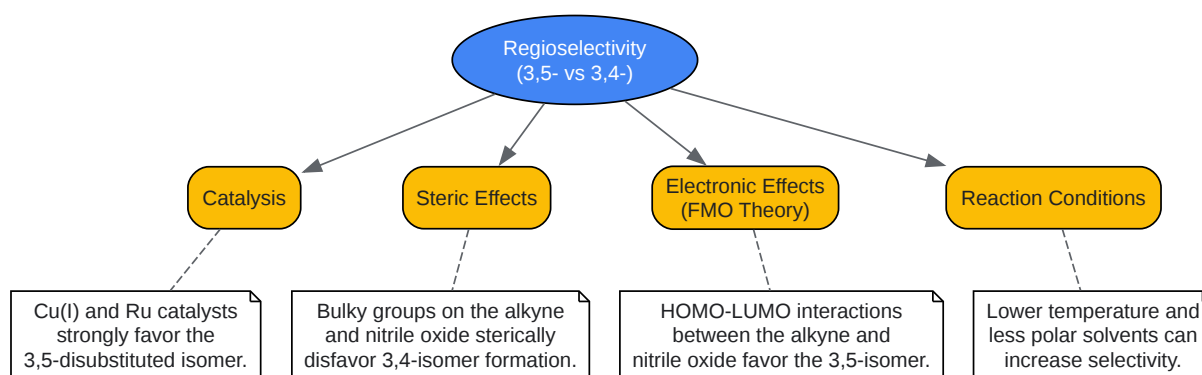 Regioselectivity
(3,5- vs 3,4-)
Catalysis
Steric Effects
Electronic Effects
(FMO Theory)
Reaction Conditions
Cu(I) and Ru catalysts
strongly favor the
3,5-disubstituted isomer.
Bulky groups on the alkyne
and nitrile oxide sterically
disfavor 3,4-isomer formation.
HOMO-LUMO interactions
between the alkyne and
nitrile oxide favor the 3,5-isomer.
Lower temperature and
less polar solvents can
increase selectivity.